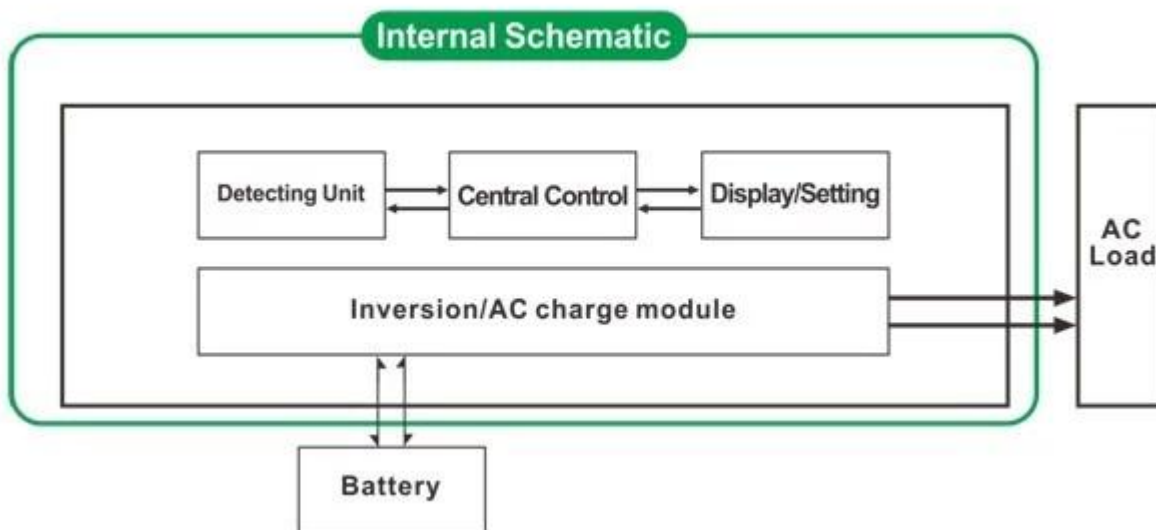 Internal Schematic
Detecting Unit
Central Control
Display/Setting
AC
Load
Inversion/AC charge module
Battery